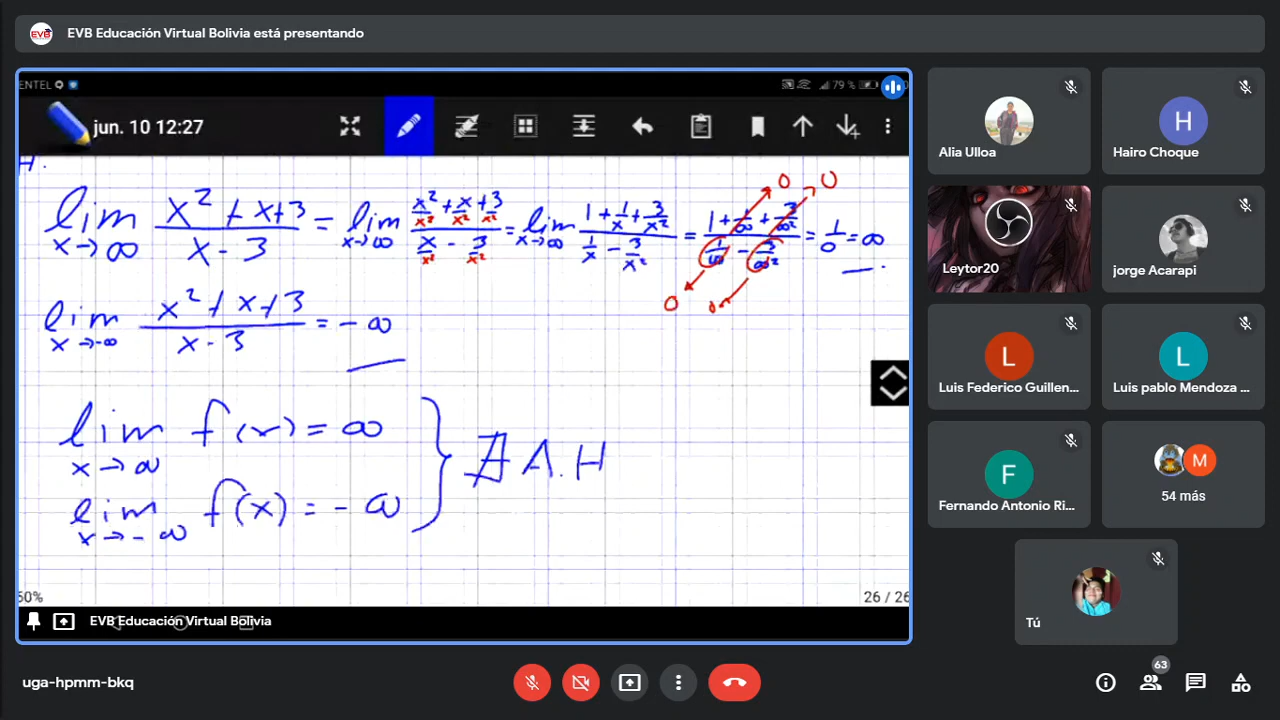 EVB Educación Virtual Bolivia está presentando
ENTEL
79 %
jun. 10 12:27
H.
lim x→∞ (x² + x + 3)/(x - 3) = lim x→∞ (x²/x² + x/x² + 3/x²)/(x/x² - 3/x²) = lim x→∞ (1 + 1/x + 3/x²)/(1/x - 3/x²) = (1 + 1/∞ + 3/∞²)/(1/∞ - 3/∞²) = 1/0 = ∞
0 0
0 0
lim x→-∞ (x² + x + 3)/(x - 3) = - ∞
lim x→∞ f(x) = ∞
lim x→-∞ f(x) = - ∞
} ∄ A.H
26 / 26
EVB Educación Virtual Bolivia
Alia Ulloa
H
Hairo Choque
Leytor20
jorge Acarapi
L
Luis Federico Guillen...
L
Luis pablo Mendoza ...
F
Fernando Antonio Ri...
M
54 más
Tú
uga-hpmm-bkq
63